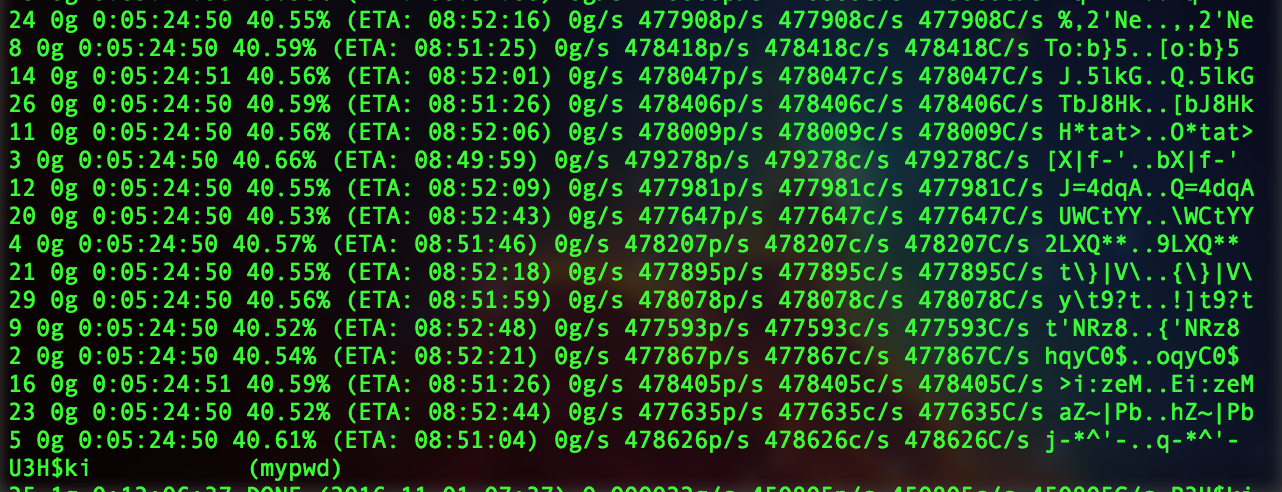 24 0g 0:05:24:50 40.55% (ETA: 08:52:16) 0g/s 477908p/s 477908c/s 477908C/s %,2'Ne..,,2'Ne
8 0g 0:05:24:50 40.59% (ETA: 08:51:25) 0g/s 478418p/s 478418c/s 478418C/s To:b}5..[o:b}5
14 0g 0:05:24:51 40.56% (ETA: 08:52:01) 0g/s 478047p/s 478047c/s 478047C/s J.5lkG..Q.5lkG
26 0g 0:05:24:50 40.59% (ETA: 08:51:26) 0g/s 478406p/s 478406c/s 478406C/s TbJ8Hk..[bJ8Hk
11 0g 0:05:24:50 40.56% (ETA: 08:52:06) 0g/s 478009p/s 478009c/s 478009C/s H*tat>..O*tat>
3 0g 0:05:24:50 40.66% (ETA: 08:49:59) 0g/s 479278p/s 479278c/s 479278C/s [X|f-'..bX|f-'
12 0g 0:05:24:50 40.55% (ETA: 08:52:09) 0g/s 477981p/s 477981c/s 477981C/s J=4dqA..Q=4dqA
20 0g 0:05:24:50 40.53% (ETA: 08:52:43) 0g/s 477647p/s 477647c/s 477647C/s UWCtYY..\WCtYY
4 0g 0:05:24:50 40.57% (ETA: 08:51:46) 0g/s 478207p/s 478207c/s 478207C/s 2LXQ**..9LXQ**
21 0g 0:05:24:50 40.55% (ETA: 08:52:18) 0g/s 477895p/s 477895c/s 477895C/s t\}|V\..{\}|V\
29 0g 0:05:24:50 40.56% (ETA: 08:51:59) 0g/s 478078p/s 478078c/s 478078C/s y\t9?t..!]t9?t
9 0g 0:05:24:50 40.52% (ETA: 08:52:48) 0g/s 477593p/s 477593c/s 477593C/s t'NRz8..{'NRz8
2 0g 0:05:24:50 40.54% (ETA: 08:52:21) 0g/s 477867p/s 477867c/s 477867C/s hqyC0$..oqyC0$
16 0g 0:05:24:51 40.59% (ETA: 08:51:26) 0g/s 478405p/s 478405c/s 478405C/s >i:zeM..Ei:zeM
23 0g 0:05:24:50 40.52% (ETA: 08:52:44) 0g/s 477635p/s 477635c/s 477635C/s aZ~|Pb..hZ~|Pb
5 0g 0:05:24:50 40.61% (ETA: 08:51:04) 0g/s 478626p/s 478626c/s 478626C/s j-*^'-..q-*^'-
U3H$ki (mypwd)